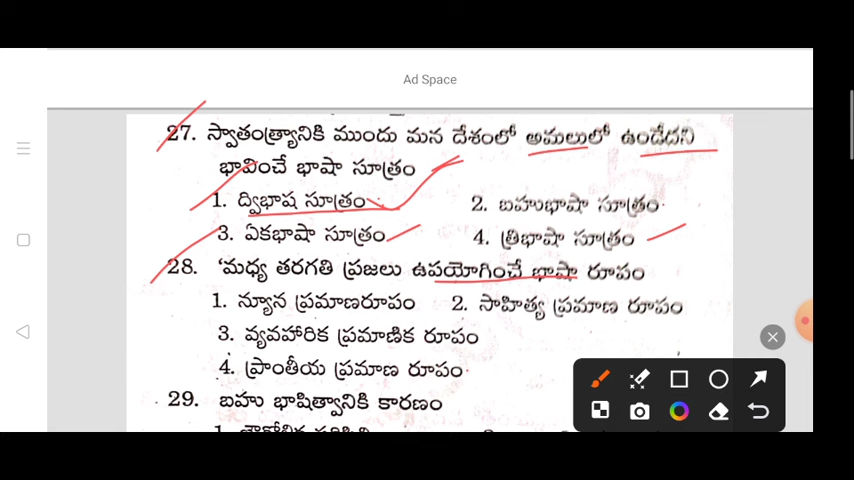 Ad Space
27. స్వాతంత్ర్యానికి ముందు మన దేశంలో అమలులో ఉండేదని
భావించే భాషా సూత్రం
1. ద్విభాష సూత్రం 2. బహుభాషా సూత్రం
3. ఏకభాషా సూత్రం 4. త్రిభాషా సూత్రం
28. 'మధ్య తరగతి ప్రజలు ఉపయోగించే భాషా రూపం
1. న్యూన ప్రమాణరూపం 2. సాహిత్య ప్రమాణ రూపం
3. వ్యవహారిక ప్రమాణిక రూపం
4. ప్రాంతీయ ప్రమాణ రూపం
29. బహు భాషిత్వానికి కారణం